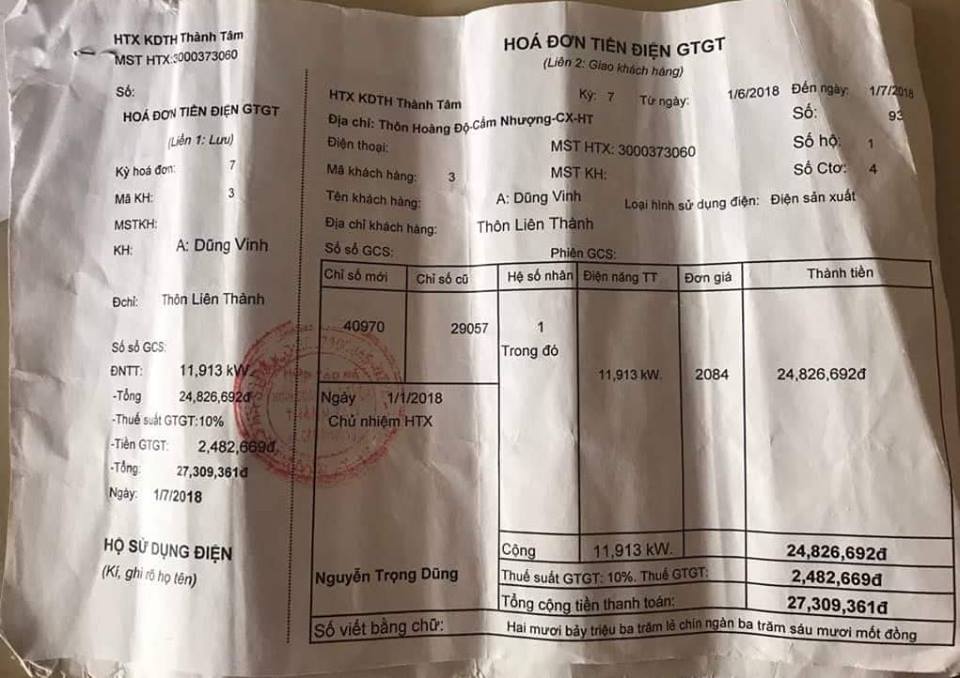 HTX KDTH Thành Tâm
MST HTX:3000373060
Số:
HOÁ ĐƠN TIỀN ĐIỆN GTGT
(Liên 1: Lưu)
Kỳ hoá đơn: 7
Mã KH: 3
MSTKH:
KH: A: Dũng Vinh
Đchỉ: Thôn Liên Thành
Số sổ GCS:
ĐNTT: 11,913 kW.
-Tổng 24,826,692đ
-Thuế suất GTGT:10%
-Tiền GTGT: 2,482,669đ.
-Tổng: 27,309,361đ
Ngày: 1/7/2018
HỘ SỬ DỤNG ĐIỆN
(Kí, ghi rõ họ tên)
HOÁ ĐƠN TIỀN ĐIỆN GTGT
(Liên 2: Giao khách hàng)
Kỳ: 7 Từ ngày: 1/6/2018 Đến ngày: 1/7/2018
HTX KDTH Thành Tâm Số: 93
Địa chỉ: Thôn Hoàng Độ-Cẩm Nhượng-CX-HT
Điện thoại: MST HTX: 3000373060 Số hộ: 1
Mã khách hàng: 3 MST KH: Số Ctơ: 4
Tên khách hàng: A: Dũng Vinh Loại hình sử dụng điện: Điện sản xuất
Địa chỉ khách hàng: Thôn Liên Thành
Số sổ GCS: Phiên GCS:
Chỉ số mới Chỉ số cũ Hệ số nhân Điện năng TT Đơn giá Thành tiền
40970 29057 1
Trong đó
11,913 kW. 2084 24,826,692đ
Ngày 1/1/2018
Chủ nhiệm HTX
Nguyễn Trọng Dũng
Cộng 11,913 kW. 24,826,692đ
Thuế suất GTGT: 10%. Thuế GTGT: 2,482,669đ
Tổng cộng tiền thanh toán: 27,309,361đ
Số viết bằng chữ: Hai mươi bảy triệu ba trăm lẻ chín ngàn ba trăm sáu mươi mốt đồng